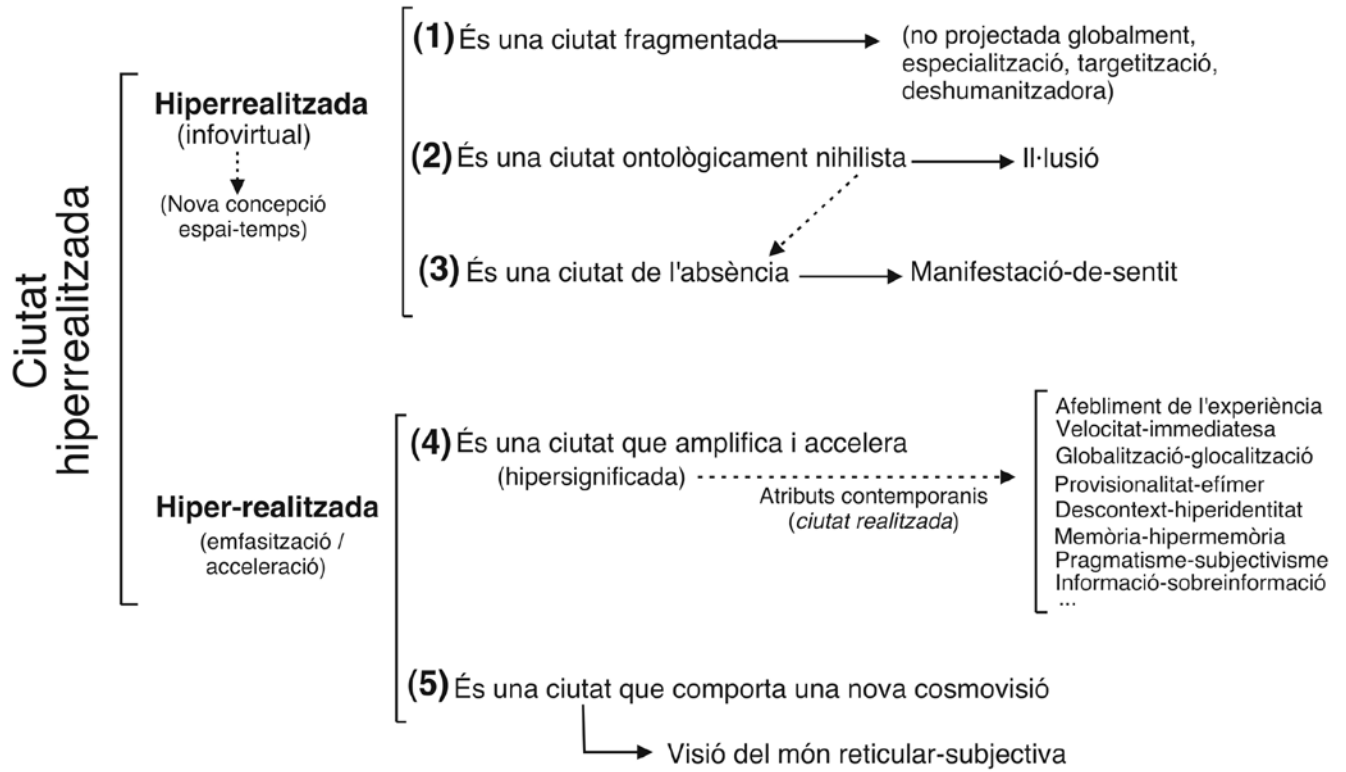 Ciutat
hiperrealitzada
Hiperrealitzada
(infovirtual)
(Nova concepció
espai-temps)
(1) És una ciutat fragmentada
(no projectada globalment,
especialització, targetització,
deshumanitzadora)
(2) És una ciutat ontològicament nihilista
Il·lusió
(3) És una ciutat de l'absència
Manifestació-de-sentit
Hiper-realitzada
(emfasització /
acceleració)
(4) És una ciutat que amplifica i accelera
(hipersignificada)
Atributs contemporanis
(ciutat realitzada)
Afebliment de l'experiència
Velocitat-immediatesa
Globalització-glocalització
Provisionalitat-efímer
Descontext-hiperidentitat
Memòria-hipermemòria
Pragmatisme-subjectivisme
Informació-sobreinformació
...
(5) És una ciutat que comporta una nova cosmovisió
Visió del món reticular-subjectiva